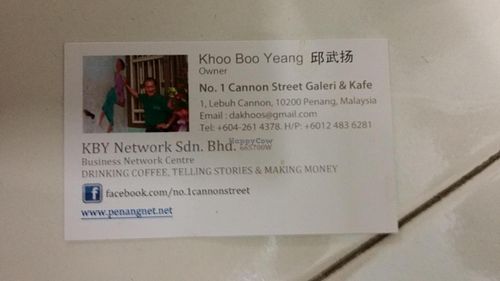 Khoo Boo Yeang 邱武扬
Owner
No. 1 Cannon Street Galeri & Kafe
1, Lebuh Cannon, 10200 Penang, Malaysia
Email : dakhoos@gmail.com
Tel: +604-261 4378. H/P: +6012 483 6281
HappyCow
KBY Network Sdn. Bhd. 665700W
Business Network Centre
DRINKING COFFEE, TELLING STORIES & MAKING MONEY
f facebook.com/no.1cannonstreet
www.penangnet.net